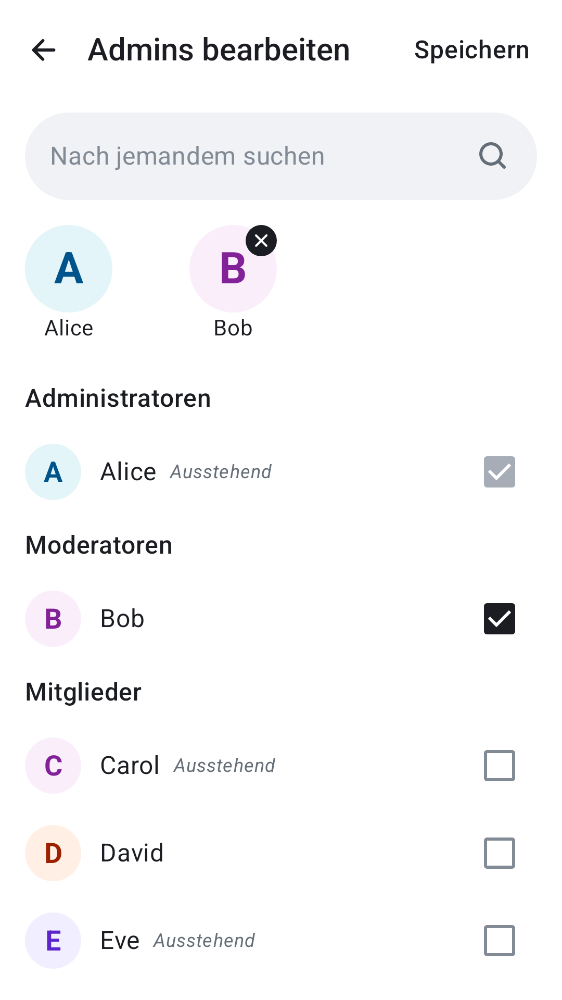 Admins bearbeiten Speichern
Nach jemandem suchen
A B
Alice Bob
Administratoren
A Alice Ausstehend
Moderatoren
B Bob
Mitglieder
C Carol Ausstehend
D David
E Eve Ausstehend